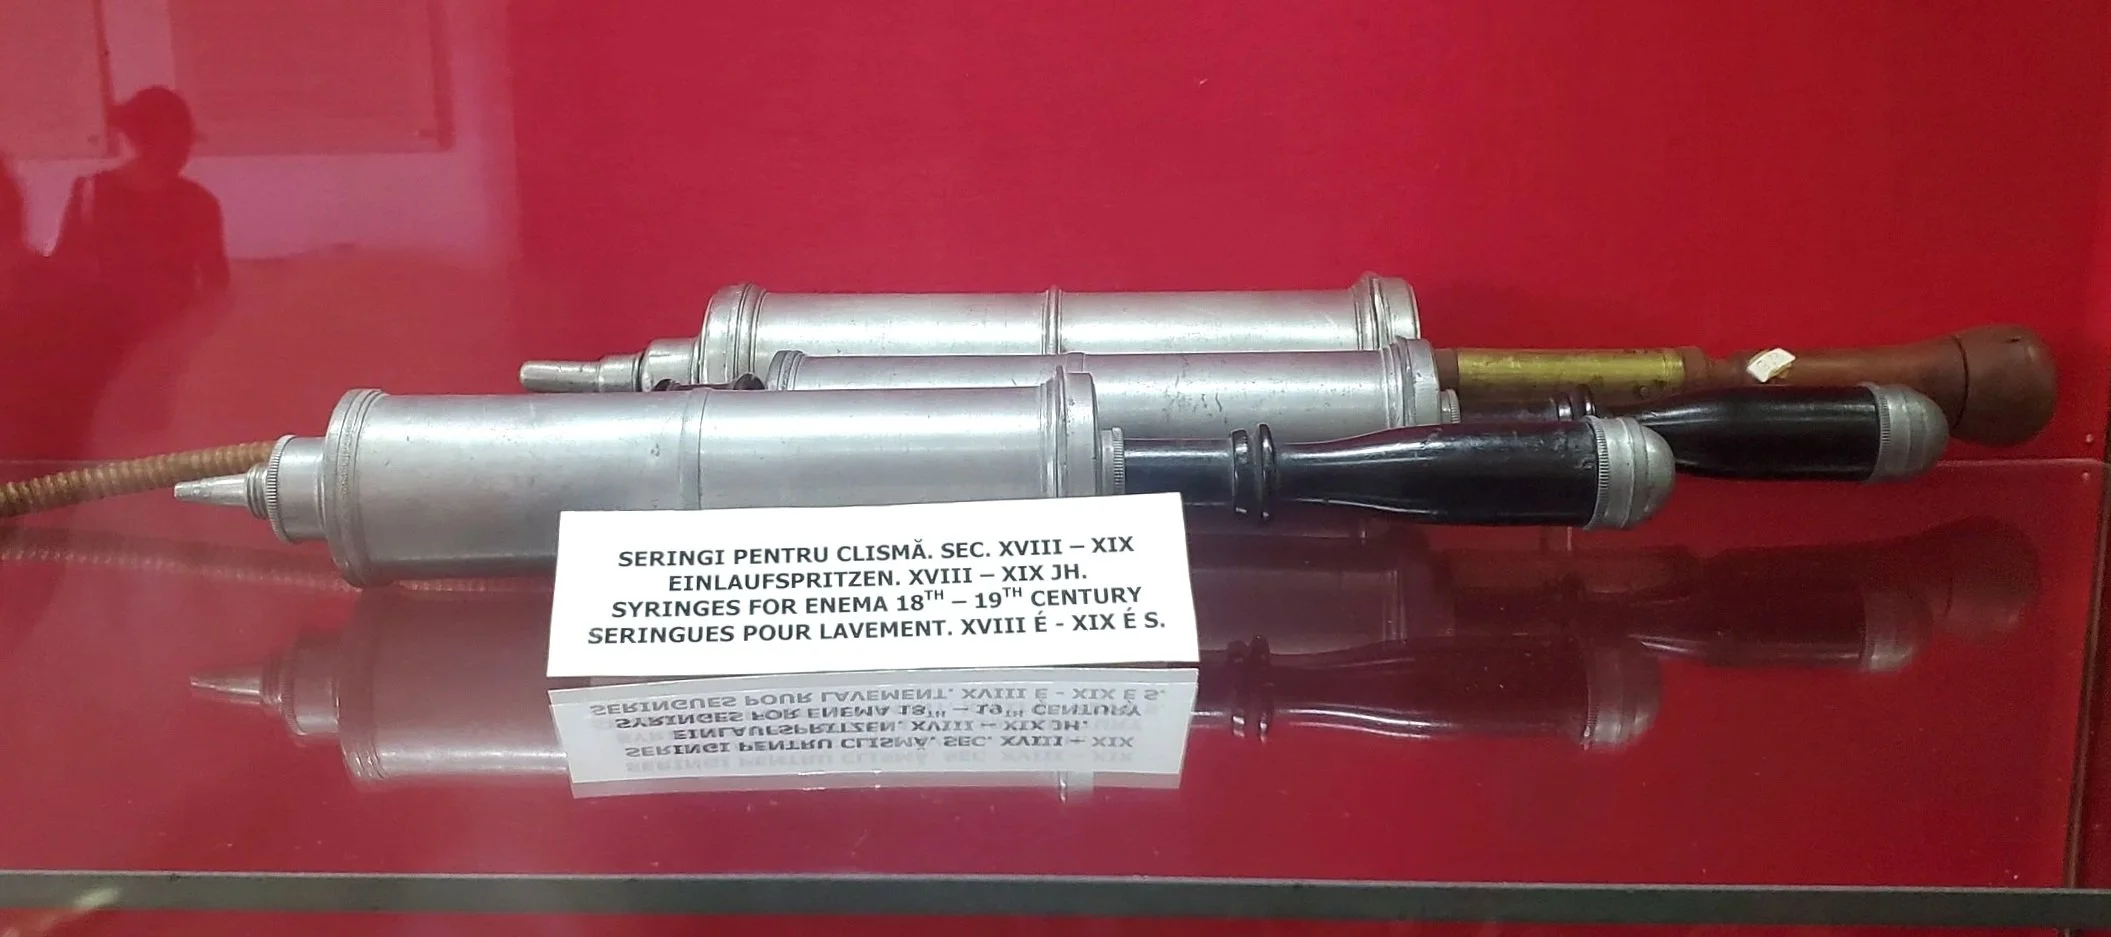 SERINGI PENTRU CLISMĂ. SEC. XVIII – XIX
EINLAUFSPRITZEN. XVIII – XIX JH.
SYRINGES FOR ENEMA 18TH – 19TH CENTURY
SERINGUES POUR LAVEMENT. XVIII É - XIX É S.